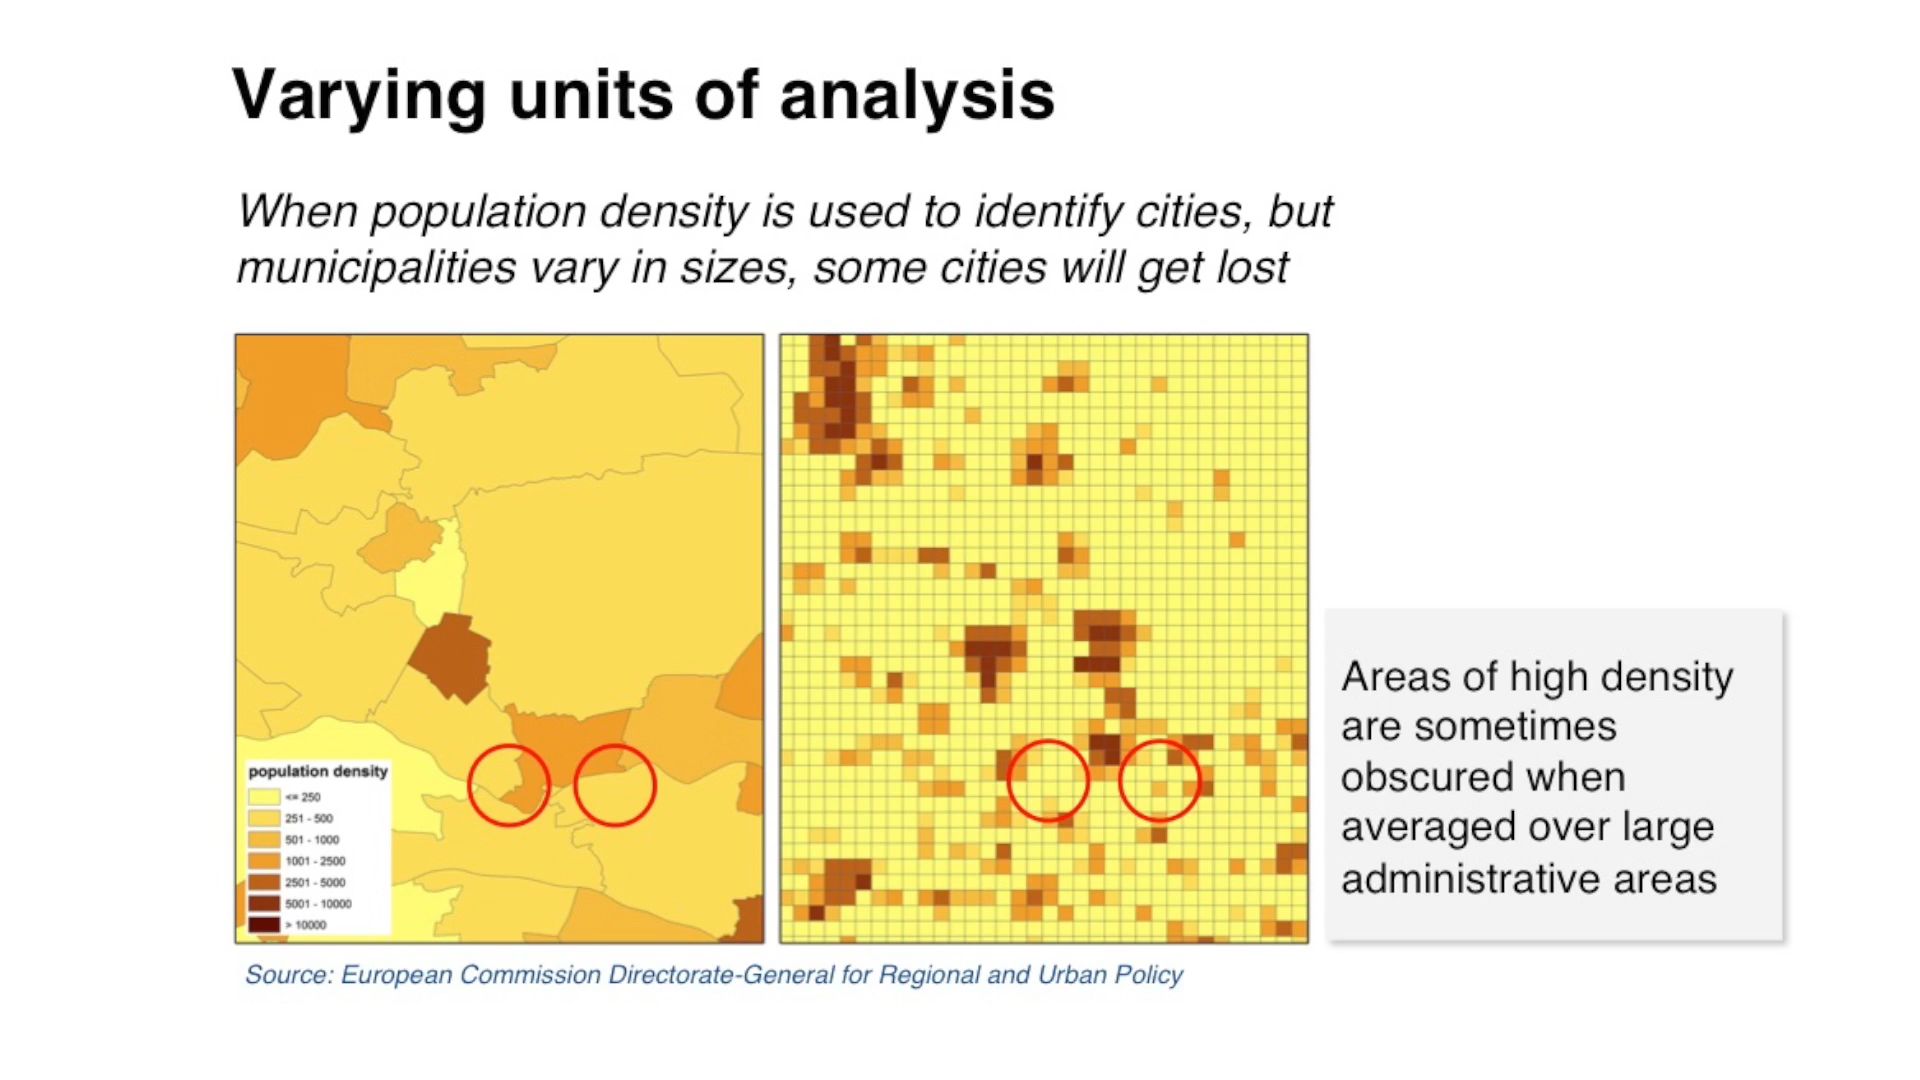 Varying units of analysis
When population density is used to identify cities, but
municipalities vary in sizes, some cities will get lost
population density
<= 250
251 - 500
501 - 1000
1001 - 2500
2501 - 5000
5001 - 10000
> 10000
Areas of high density
are sometimes
obscured when
averaged over large
administrative areas
Source: European Commission Directorate-General for Regional and Urban Policy